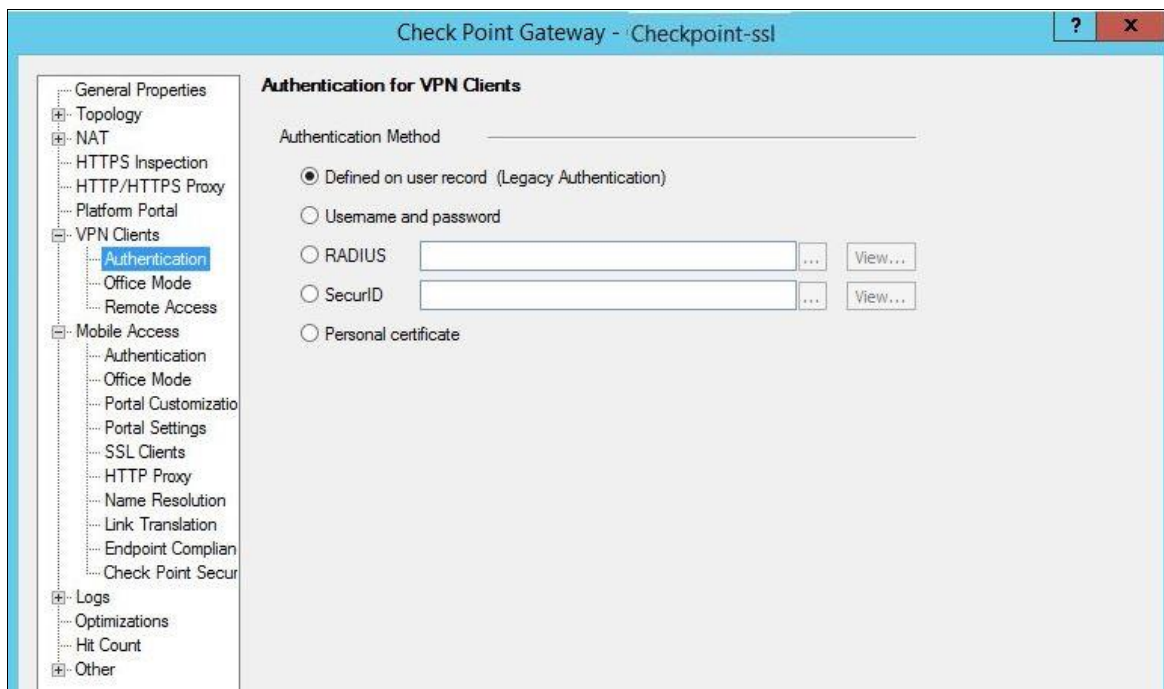 Check Point Gateway - Checkpoint-ssl
? x
General Properties
Topology
NAT
HTTPS Inspection
HTTP/HTTPS Proxy
Platform Portal
VPN Clients
Authentication
Office Mode
Remote Access
Mobile Access
Authentication
Office Mode
Portal Customizatio
Portal Settings
SSL Clients
HTTP Proxy
Name Resolution
Link Translation
Endpoint Complian
Check Point Secur
Logs
Optimizations
Hit Count
Other
Authentication for VPN Clients
Authentication Method
Defined on user record (Legacy Authentication)
Username and password
RADIUS ... View...
SecurID ... View...
Personal certificate